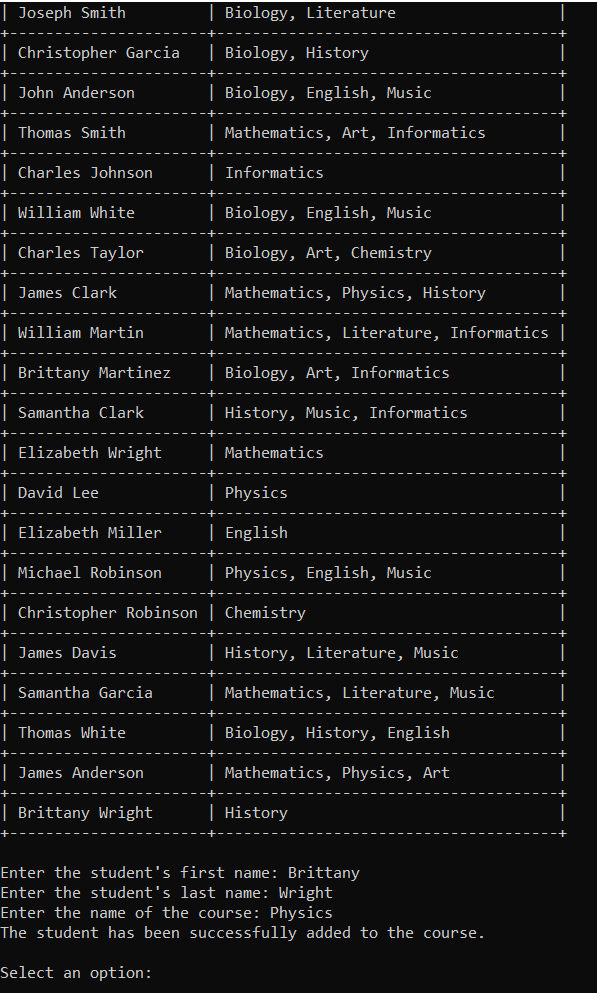 | Joseph Smith         | Biology, Literature                  |
+----------------------+--------------------------------------+
| Christopher Garcia   | Biology, History                     |
+----------------------+--------------------------------------+
| John Anderson        | Biology, English, Music              |
+----------------------+--------------------------------------+
| Thomas Smith         | Mathematics, Art, Informatics        |
+----------------------+--------------------------------------+
| Charles Johnson      | Informatics                          |
+----------------------+--------------------------------------+
| William White        | Biology, English, Music              |
+----------------------+--------------------------------------+
| Charles Taylor       | Biology, Art, Chemistry              |
+----------------------+--------------------------------------+
| James Clark          | Mathematics, Physics, History        |
+----------------------+--------------------------------------+
| William Martin       | Mathematics, Literature, Informatics |
+----------------------+--------------------------------------+
| Brittany Martinez    | Biology, Art, Informatics            |
+----------------------+--------------------------------------+
| Samantha Clark       | History, Music, Informatics          |
+----------------------+--------------------------------------+
| Elizabeth Wright     | Mathematics                          |
+----------------------+--------------------------------------+
| David Lee            | Physics                              |
+----------------------+--------------------------------------+
| Elizabeth Miller     | English                              |
+----------------------+--------------------------------------+
| Michael Robinson     | Physics, English, Music              |
+----------------------+--------------------------------------+
| Christopher Robinson | Chemistry                            |
+----------------------+--------------------------------------+
| James Davis          | History, Literature, Music           |
+----------------------+--------------------------------------+
| Samantha Garcia      | Mathematics, Literature, Music       |
+----------------------+--------------------------------------+
| Thomas White         | Biology, History, English            |
+----------------------+--------------------------------------+
| James Anderson       | Mathematics, Physics, Art            |
+----------------------+--------------------------------------+
| Brittany Wright      | History                              |
+----------------------+--------------------------------------+
Enter the student's first name: Brittany
Enter the student's last name: Wright
Enter the name of the course: Physics
The student has been successfully added to the course.
Select an option: